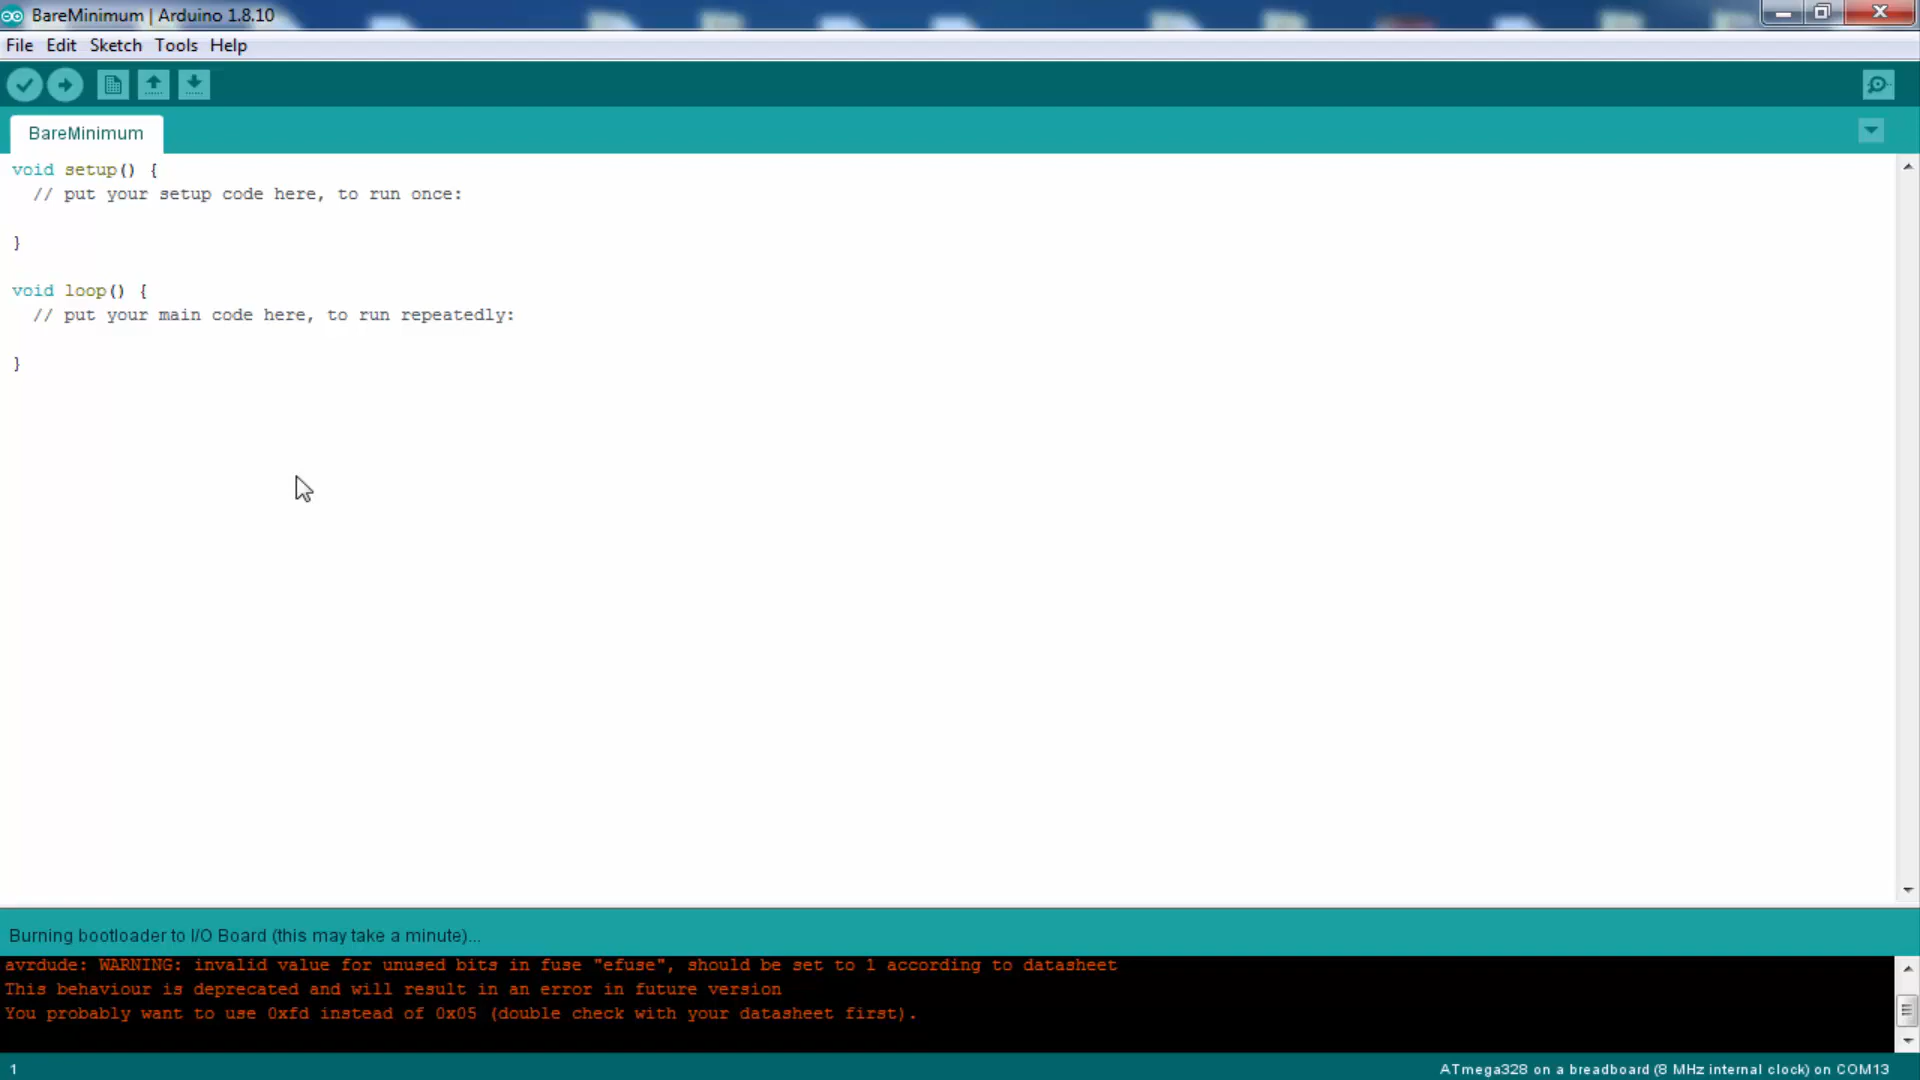 BareMinimum | Arduino 1.8.10
File Edit Sketch Tools Help
BareMinimum
void setup() {
  // put your setup code here, to run once:
}
void loop() {
  // put your main code here, to run repeatedly:
}
Burning bootloader to I/O Board (this may take a minute)...
avrdude: WARNING: invalid value for unused bits in fuse "efuse", should be set to 1 according to datasheet
This behaviour is deprecated and will result in an error in future version
You probably want to use 0xfd instead of 0x05 (double check with your datasheet first).
1 ATmega328 on a breadboard (8 MHz internal clock) on COM13